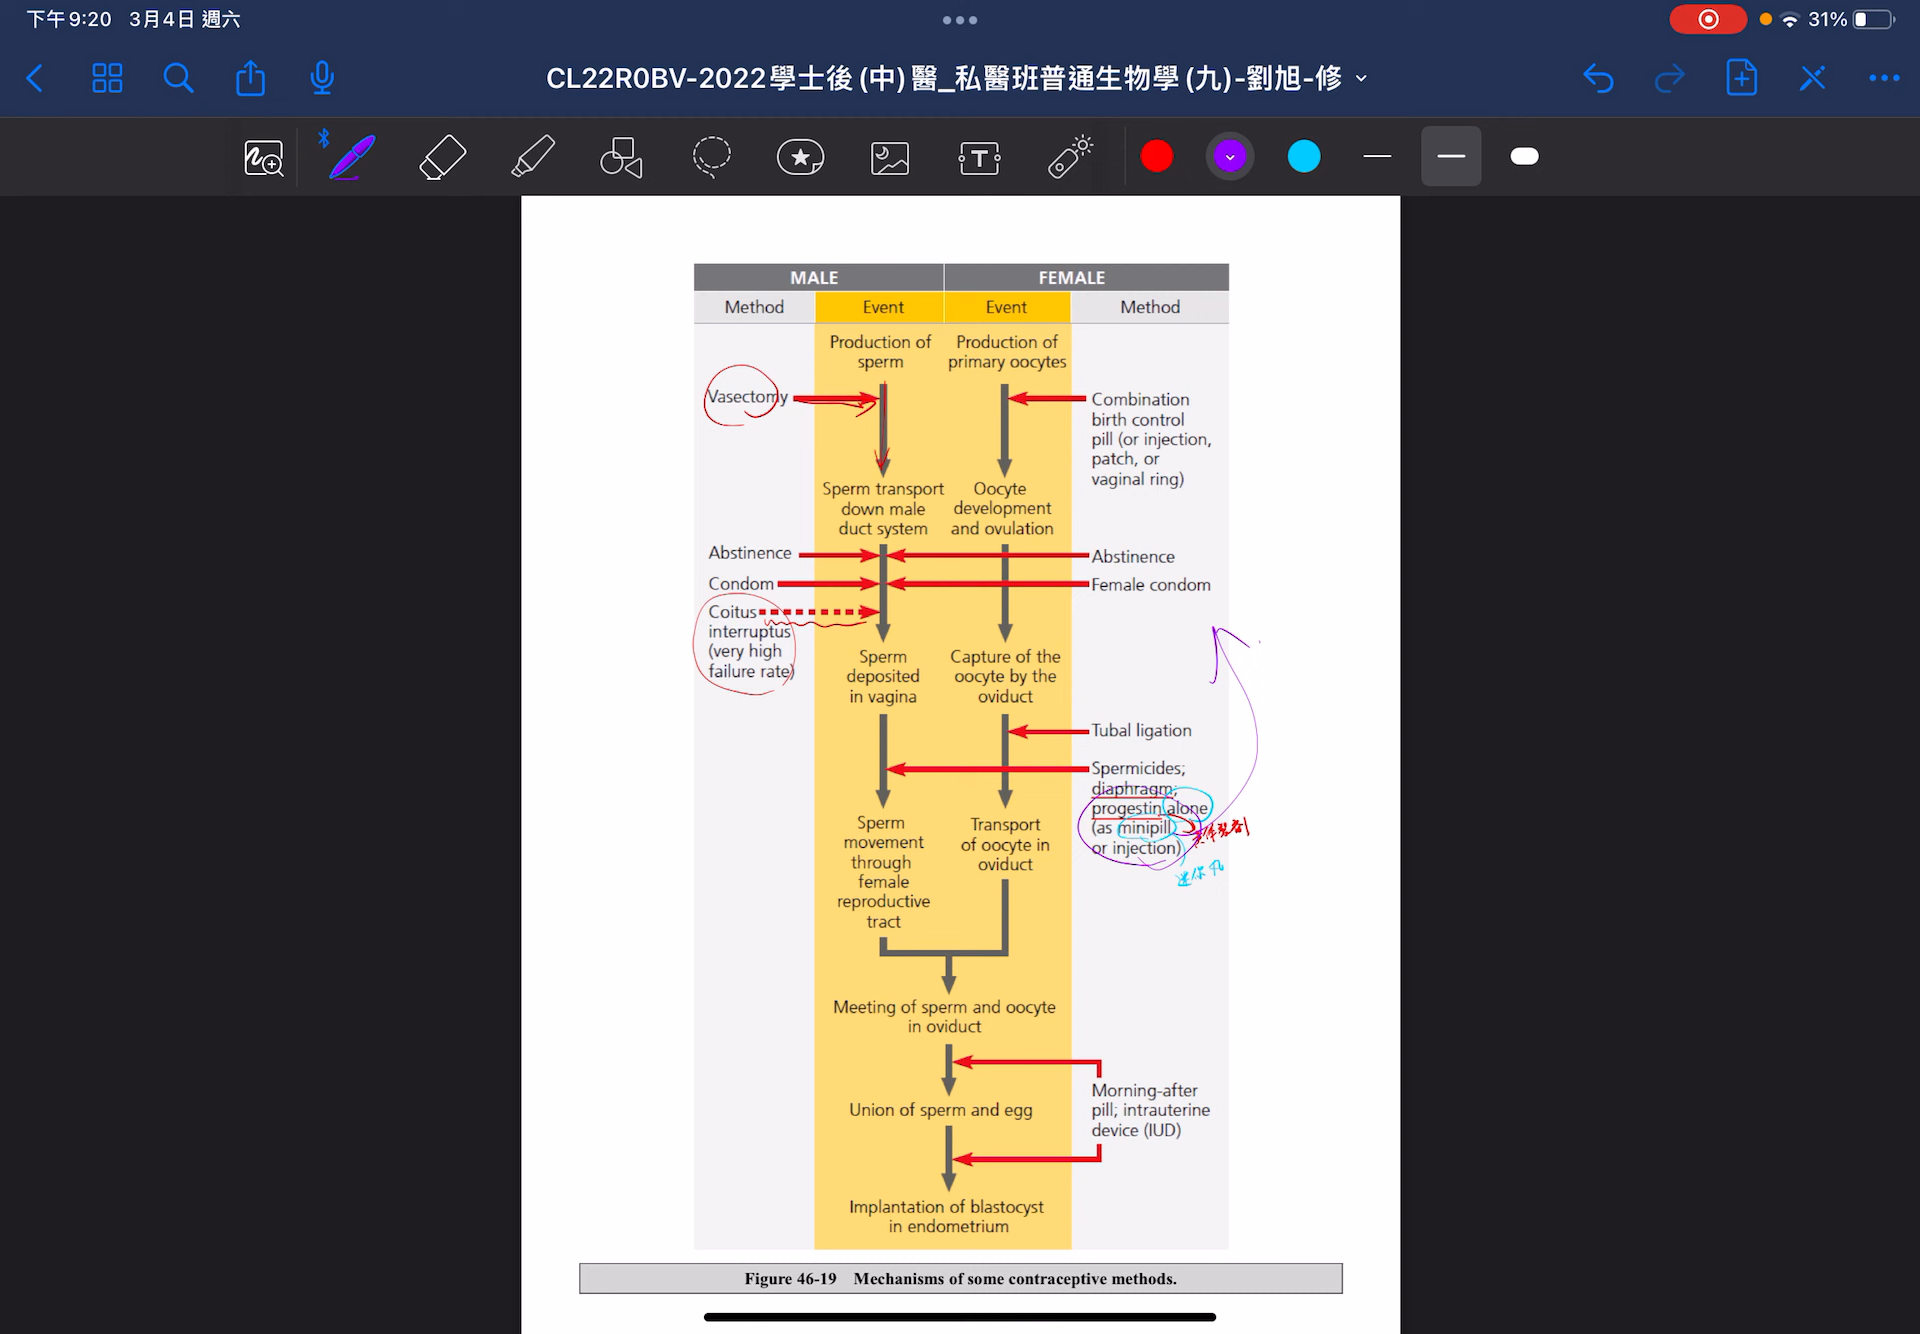 下午9:20 3月4日 週六
31%
CL22R0BV-2022學士後(中)醫_私醫班普通生物學(九)-劉旭-修
MALE
FEMALE
Method
Event
Event
Method
Production of
sperm
Production of
primary oocytes
Vasectomy
Combination
birth control
pill (or injection,
patch, or
vaginal ring)
Sperm transport
down male
duct system
Oocyte
development
and ovulation
Abstinence
Abstinence
Condom
Female condom
Coitus
interruptus
(very high
failure rate)
Sperm
deposited
in vagina
Capture of the
oocyte by the
oviduct
Tubal ligation
Spermicides;
diaphragm;
progestin alone
(as minipill
or injection)
迷你丸
Sperm
movement
through
female
reproductive
tract
Transport
of oocyte in
oviduct
Meeting of sperm and oocyte
in oviduct
Morning-after
pill; intrauterine
device (IUD)
Union of sperm and egg
Implantation of blastocyst
in endometrium
Figure 46-19 Mechanisms of some contraceptive methods.